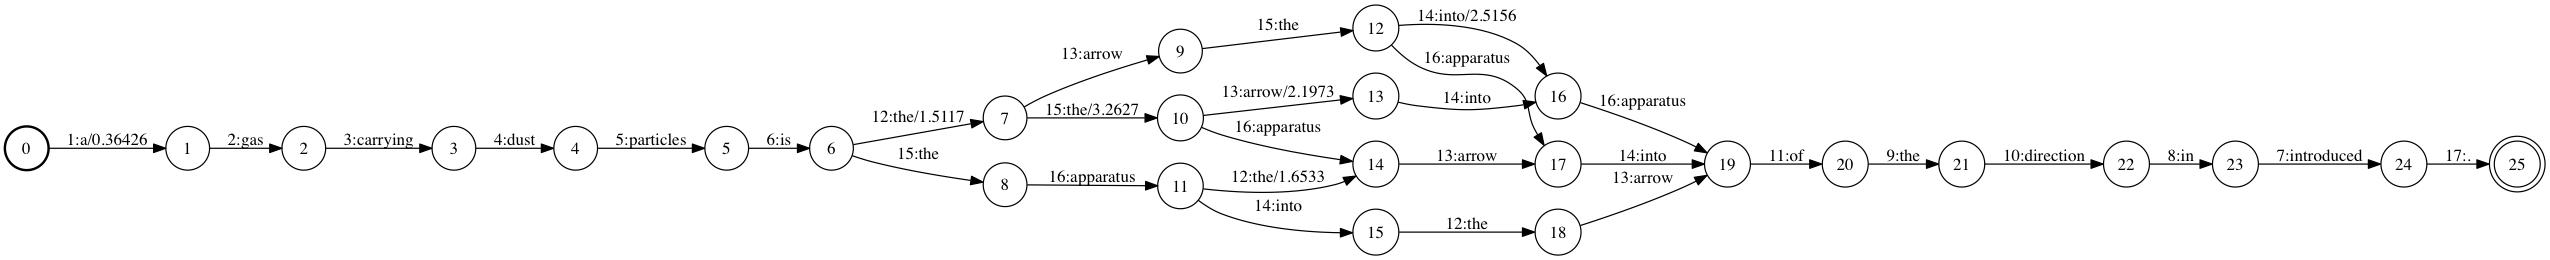 0
1:a/0.36426
1
2:gas
2
3:carrying
3
4:dust
4
5:particles
5
6:is
6
12:the/1.5117
15:the
7
13:arrow
15:the/3.2627
8
16:apparatus
9
15:the
10
13:arrow/2.1973
16:apparatus
11
12:the/1.6533
14:into
12
14:into/2.5156
16:apparatus
13
14:into
14
13:arrow
15
12:the
16
16:apparatus
17
14:into
18
13:arrow
19
11:of
20
9:the
21
10:direction
22
8:in
23
7:introduced
24
17:.
25